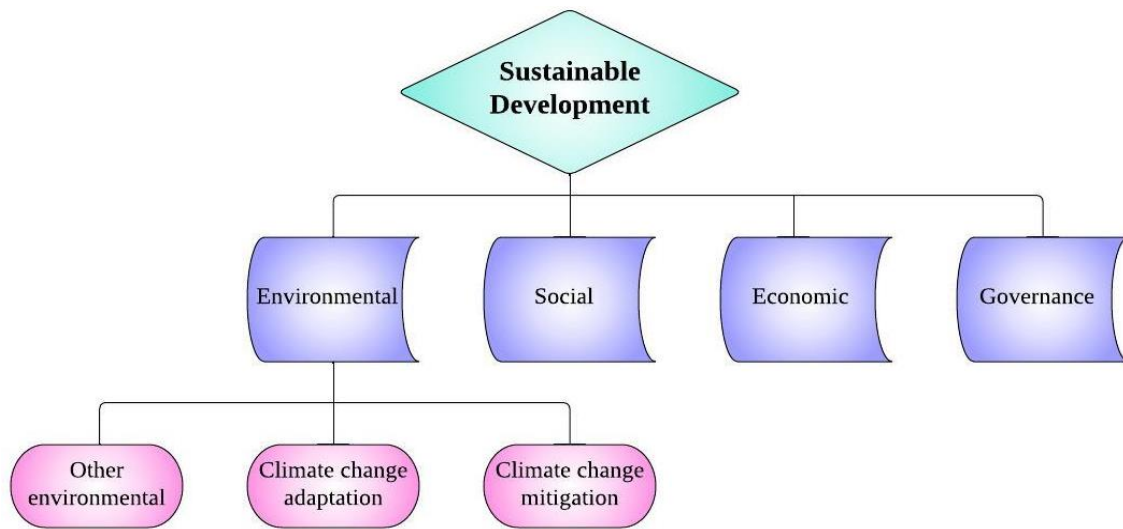 Sustainable
Development
Environmental
Social
Economic
Governance
Other
environmental
Climate change
adaptation
Climate change
mitigation